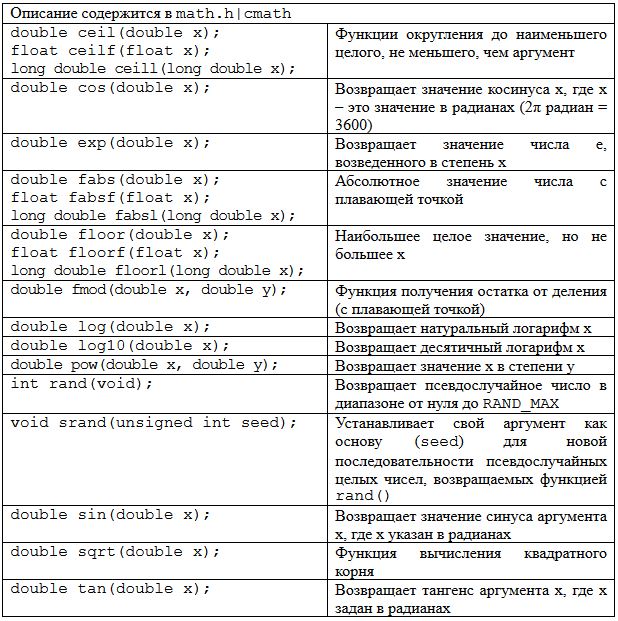 Описание содержится в math.h|cmath
double ceil(double x);
float ceilf(float x);
long double ceill(long double x);
Функции округления до наименьшего
целого, не меньшего, чем аргумент
double cos(double x);
Возвращает значение косинуса x, где x
– это значение в радианах (2π радиан =
3600)
double exp(double x);
Возвращает значение числа e,
возведенного в степень x
double fabs(double x);
float fabsf(float x);
long double fabsl(long double x);
Абсолютное значение числа с
плавающей точкой
double floor(double x);
float floorf(float x);
long double floorl(long double x);
Наибольшее целое значение, но не
большее x
double fmod(double x, double y);
Функция получения остатка от деления
(с плавающей точкой)
double log(double x);
Возвращает натуральный логарифм x
double log10(double x);
Возвращает десятичный логарифм x
double pow(double x, double y);
Возвращает значение x в степени y
int rand(void);
Возвращает псевдослучайное число в
диапазоне от нуля до RAND_MAX
void srand(unsigned int seed);
Устанавливает свой аргумент как
основу (seed) для новой
последовательности псевдослучайных
целых чисел, возвращаемых функцией
rand()
double sin(double x);
Возвращает значение синуса аргумента
x, где x указан в радианах
double sqrt(double x);
Функция вычисления квадратного
корня
double tan(double x);
Возвращает тангенс аргумента x, где x
задан в радианах